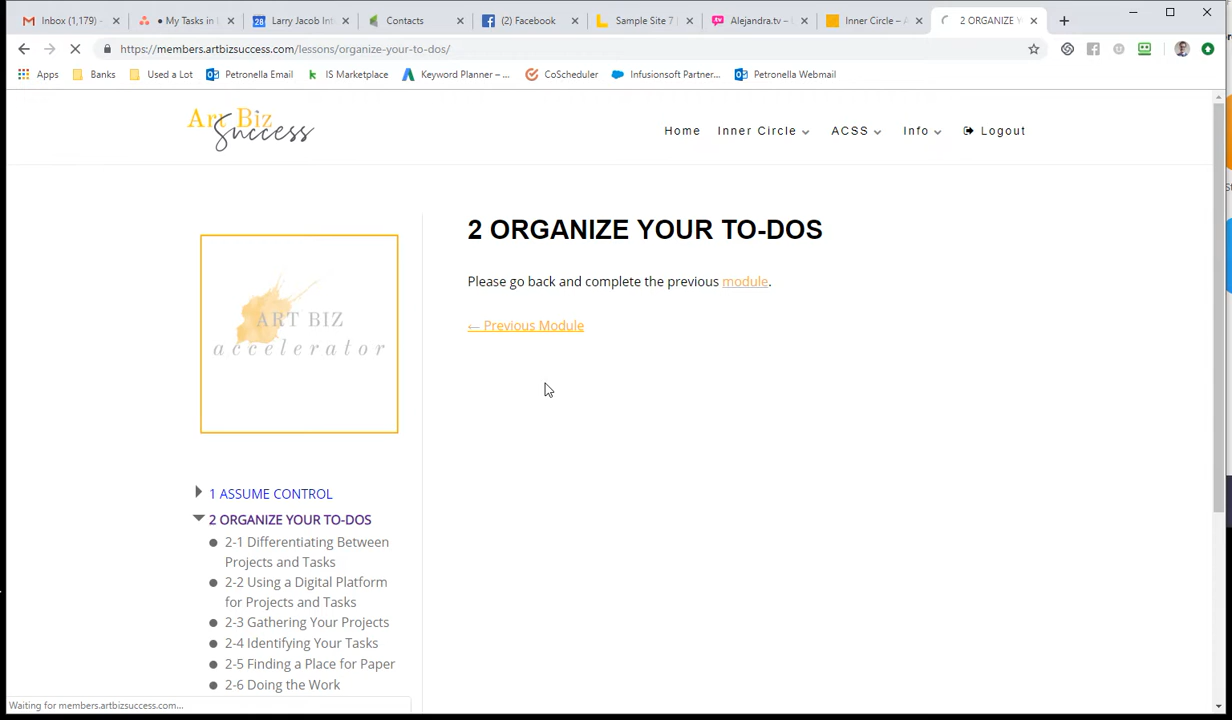 Inbox (1,179) -
My Tasks in
28 Larry Jacob Int
Contacts
(2) Facebook
Sample Site 7
Alejandra.tv –
Inner Circle – A
2 ORGANIZE Y
https://members.artbizsuccess.com/lessons/organize-your-to-dos/
Apps Banks Used a Lot Petronella Email IS Marketplace Keyword Planner – ... CoScheduler Infusionsoft Partner... Petronella Webmail
Art Biz
Success
Home Inner Circle ACSS Info Logout
2 ORGANIZE YOUR TO-DOS
Please go back and complete the previous module.
← Previous Module
ART BIZ
accelerator
1 ASSUME CONTROL
2 ORGANIZE YOUR TO-DOS
2-1 Differentiating Between
Projects and Tasks
2-2 Using a Digital Platform
for Projects and Tasks
2-3 Gathering Your Projects
2-4 Identifying Your Tasks
2-5 Finding a Place for Paper
2-6 Doing the Work
Waiting for members.artbizsuccess.com...